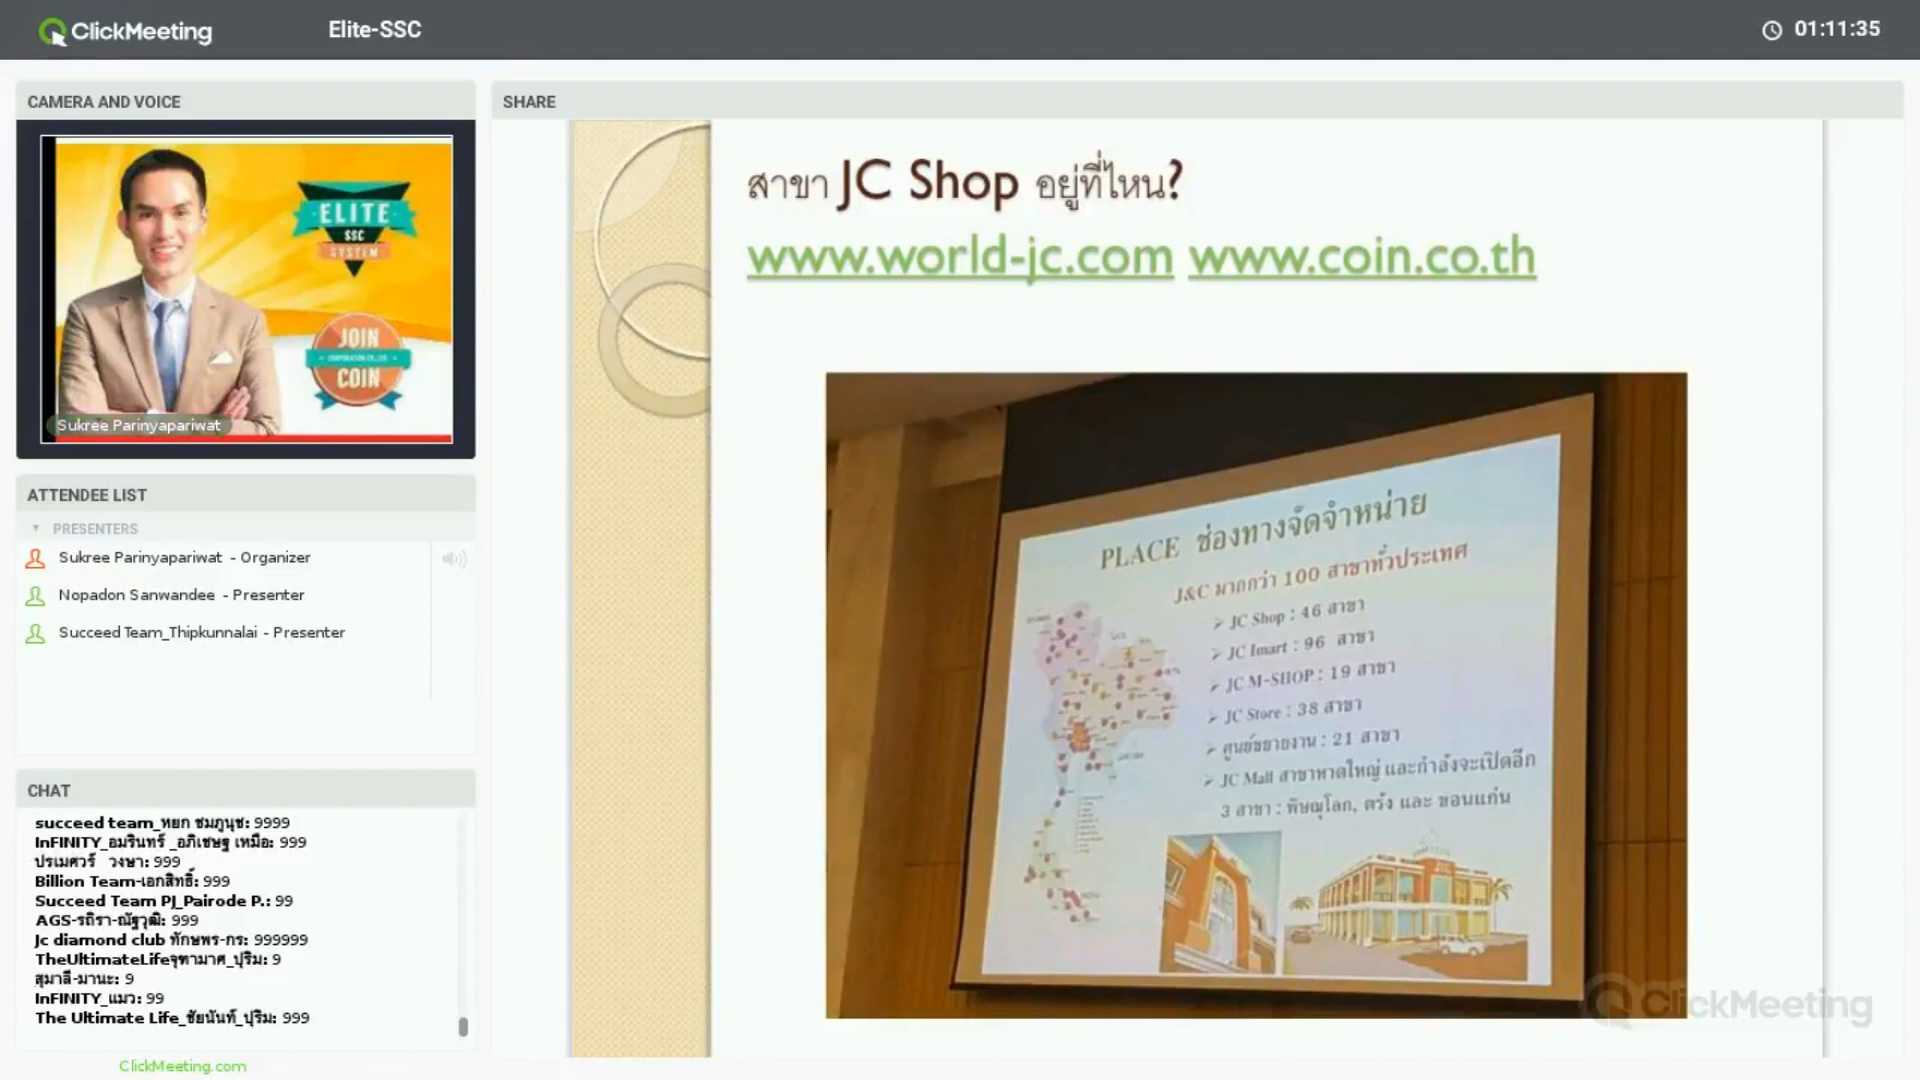 ClickMeeting
Elite-SSC
01:11:35
CAMERA AND VOICE
ELITE
SSC
SYSTEM
JOIN
COIN
Sukree Parinyapariwat
ATTENDEE LIST
PRESENTERS
Sukree Parinyapariwat - Organizer
Nopadon Sanwandee - Presenter
Succeed Team_Thipkunnalai - Presenter
CHAT
succeed team_หยก ชมภูนุช: 9999
InFINITY_อมรินทร์ _อภิเชษฐ เหมือ: 999
ปรเมศวร์ วงษา: 999
Billion Team-เอกสิทธิ์: 999
Succeed Team PJ_Pairode P.: 99
AGS-รถิรา-ณัฐวุฒิ: 999
Jc diamond club ทักษพร-กร: 999999
TheUltimateLifeจุฑามาศ_ปุริม: 9
สุมาลี-มานะ: 9
InFINITY_แมว: 99
The Ultimate Life_ชัยนันท์_ปุริม: 999
ClickMeeting.com
SHARE
สาขา JC Shop อยู่ที่ไหน?
www.world-jc.com www.coin.co.th
PLACE ช่องทางจัดจำหน่าย
J&C มากกว่า 100 สาขาทั่วประเทศ
➢ JC Shop : 46 สาขา
➢ JC Imart : 96 สาขา
➢ JC M-SHOP : 19 สาขา
➢ JC Store : 38 สาขา
➢ ศูนย์ขยายงาน : 21 สาขา
➢ JC Mall สาขาหาดใหญ่ และกำลังจะเปิดอีก
3 สาขา : พิษณุโลก, ตรัง และ ขอนแก่น
ClickMeeting